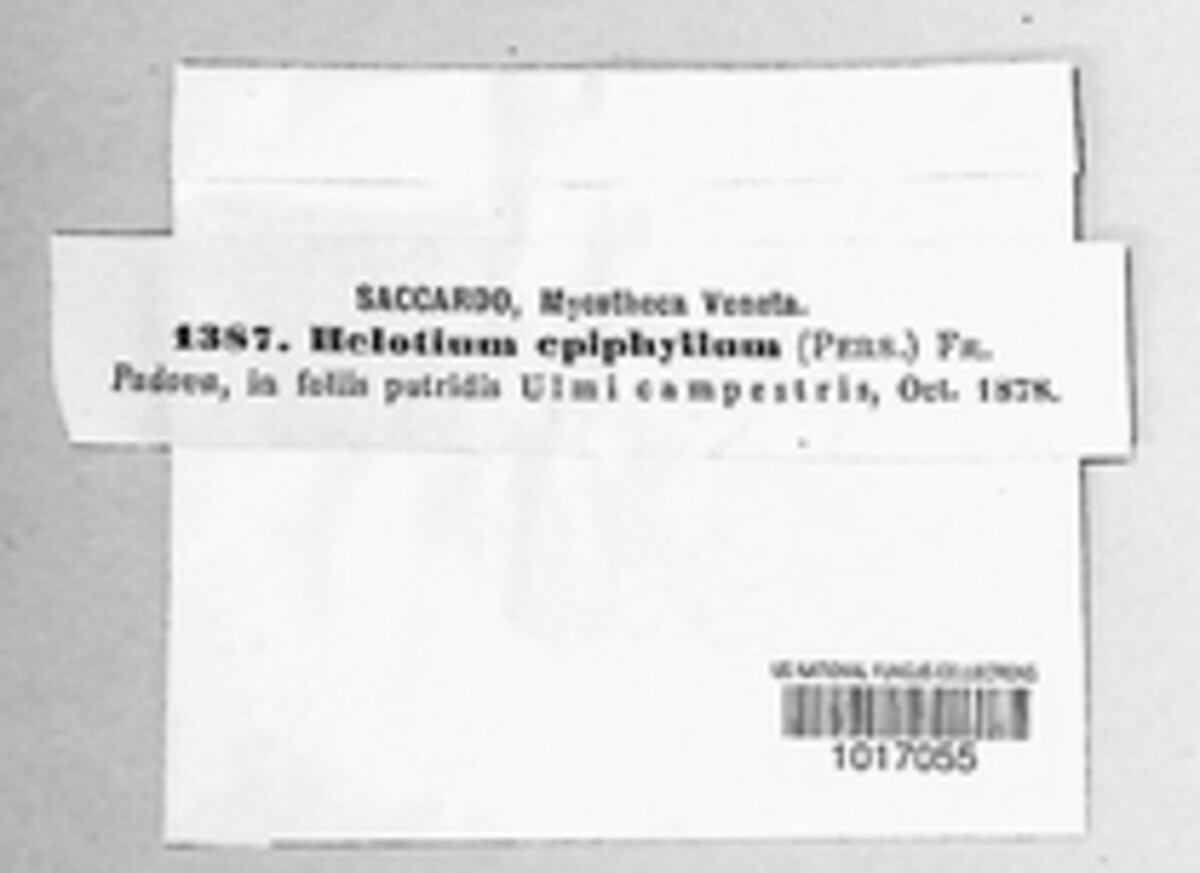 SACCARDO, Mycotheca Veneta.
1387. Helotium epiphyllum (PERS.) FR.
Padova, in foliis putridis Ulmi campestris, Oct. 1878.
US NATIONAL FUNGUS COLLECTIONS
1017055